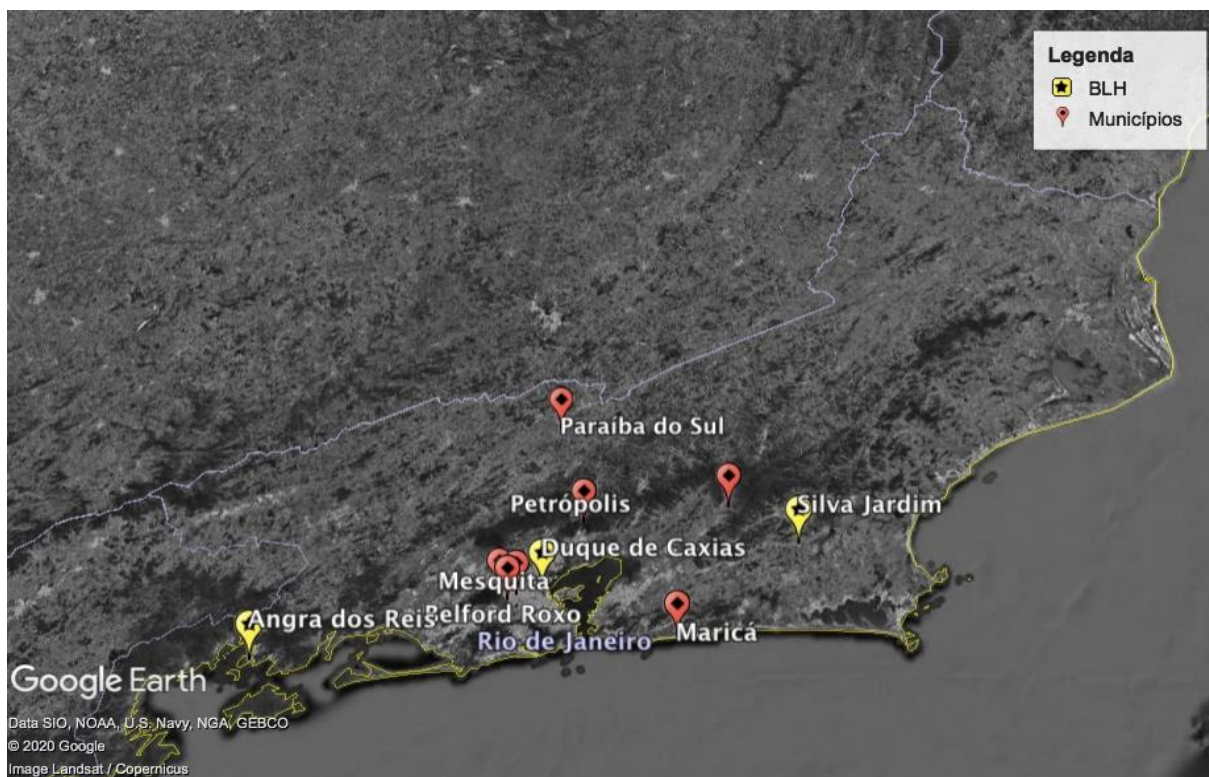 Legenda
BLH
Municípios
Paraíba do Sul
Petrópolis
Silva Jardim
Duque de Caxias
Mesquita
Belford Roxo
Angra dos Reis
Rio de Janeiro
Maricá
Google Earth
Data SIO, NOAA, U.S. Navy, NGA, GEBCO
© 2020 Google
Image Landsat / Copernicus